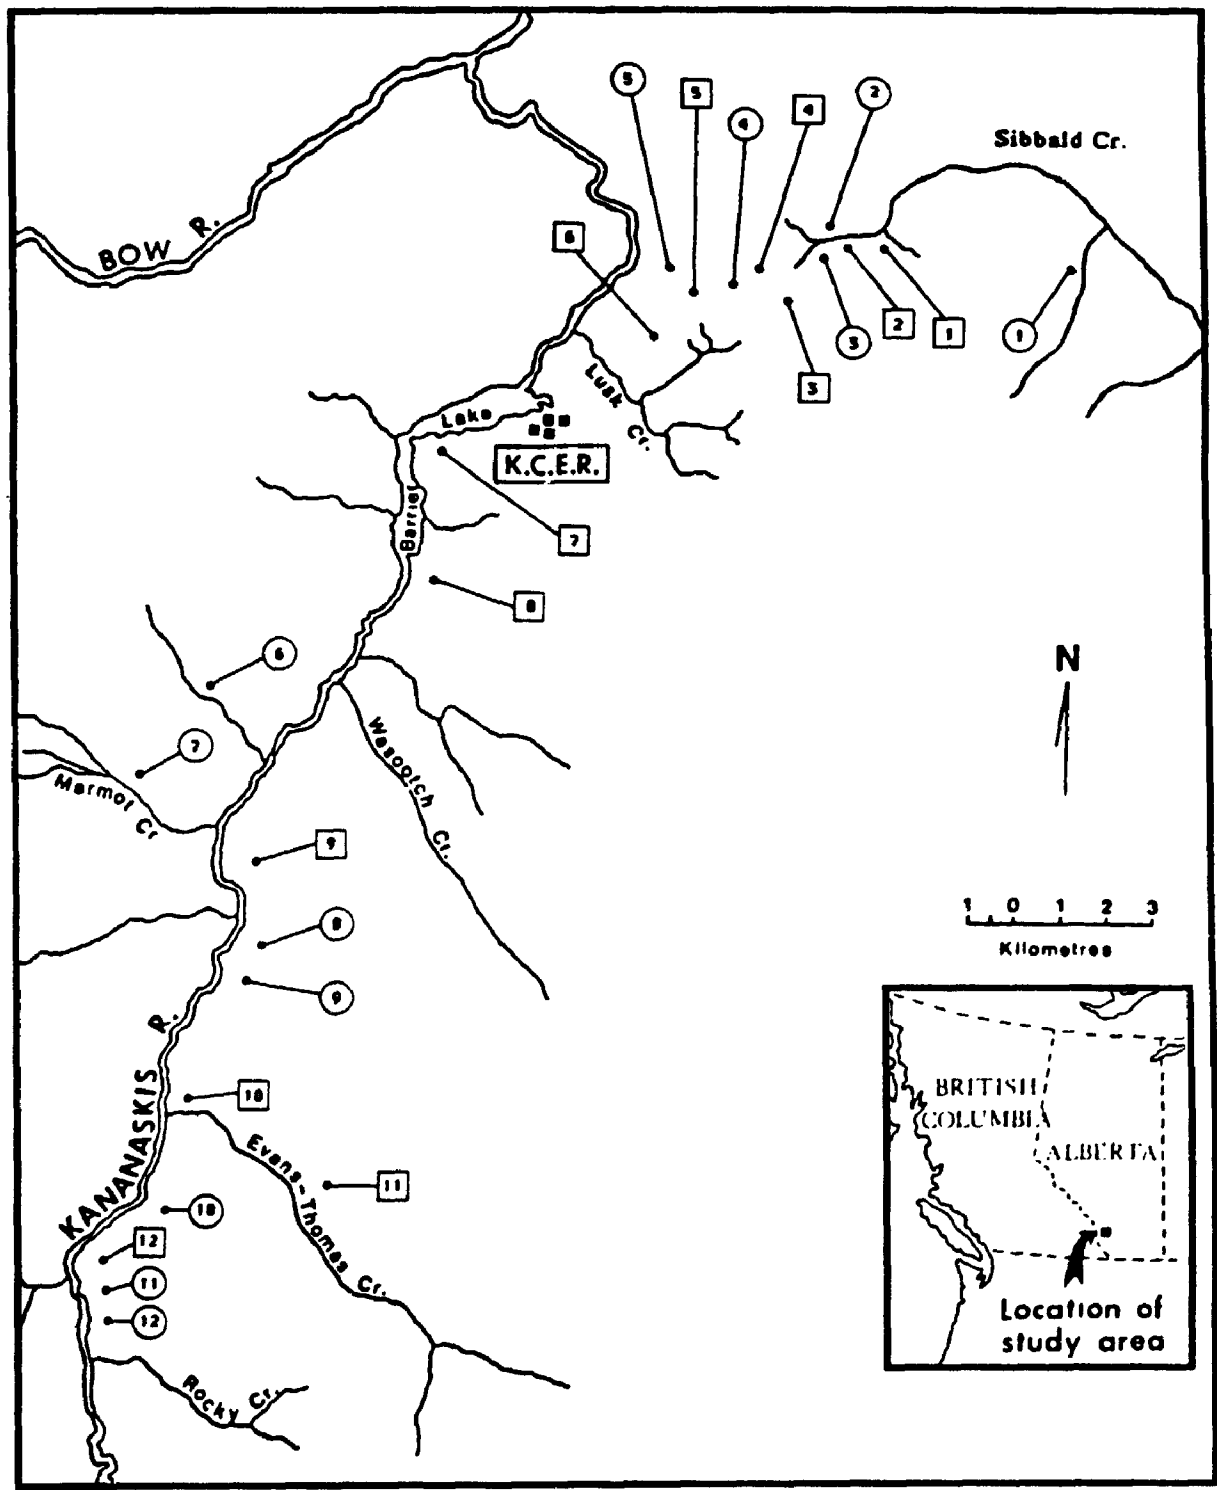 5
5
4
4
2
Sibbald Cr.
BOW R.
6
3
2
1
1
3
Lusk Cr.
Lake
K.C.E.R.
Barrier
7
8
6
N
7
Wasootch Cr.
Marmot Cr
9
1 0 1 2 3
Kilometres
8
9
KANANASKIS R.
10
BRITISH
COLUMBIA
ALBERTA
Evans-Thomas Cr.
11
10
12
11
12
Location of
study area
Rocky Cr.